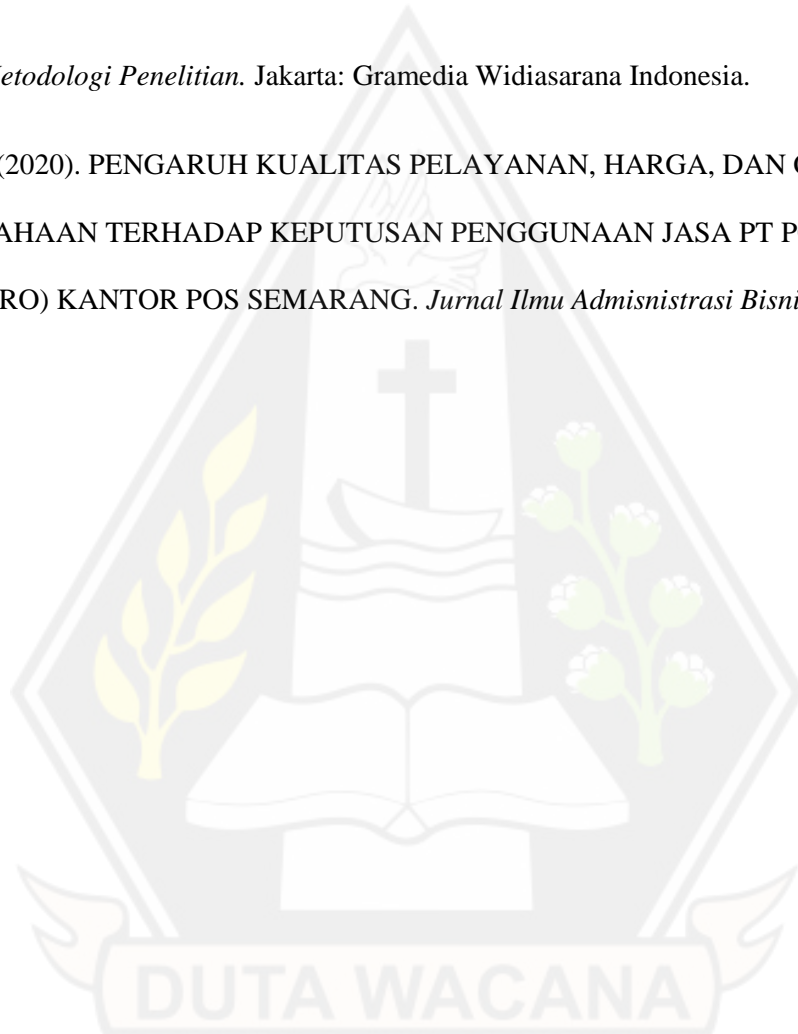 etodologi Penelitian. Jakarta: Gramedia Widiasarana Indonesia.
(2020). PENGARUH KUALITAS PELAYANAN, HARGA, DAN
AHAAN TERHADAP KEPUTUSAN PENGGUNAAN JASA PT P
RO) KANTOR POS SEMARANG. Jurnal Ilmu Admisnistrasi Bisni
DUTA WACANA